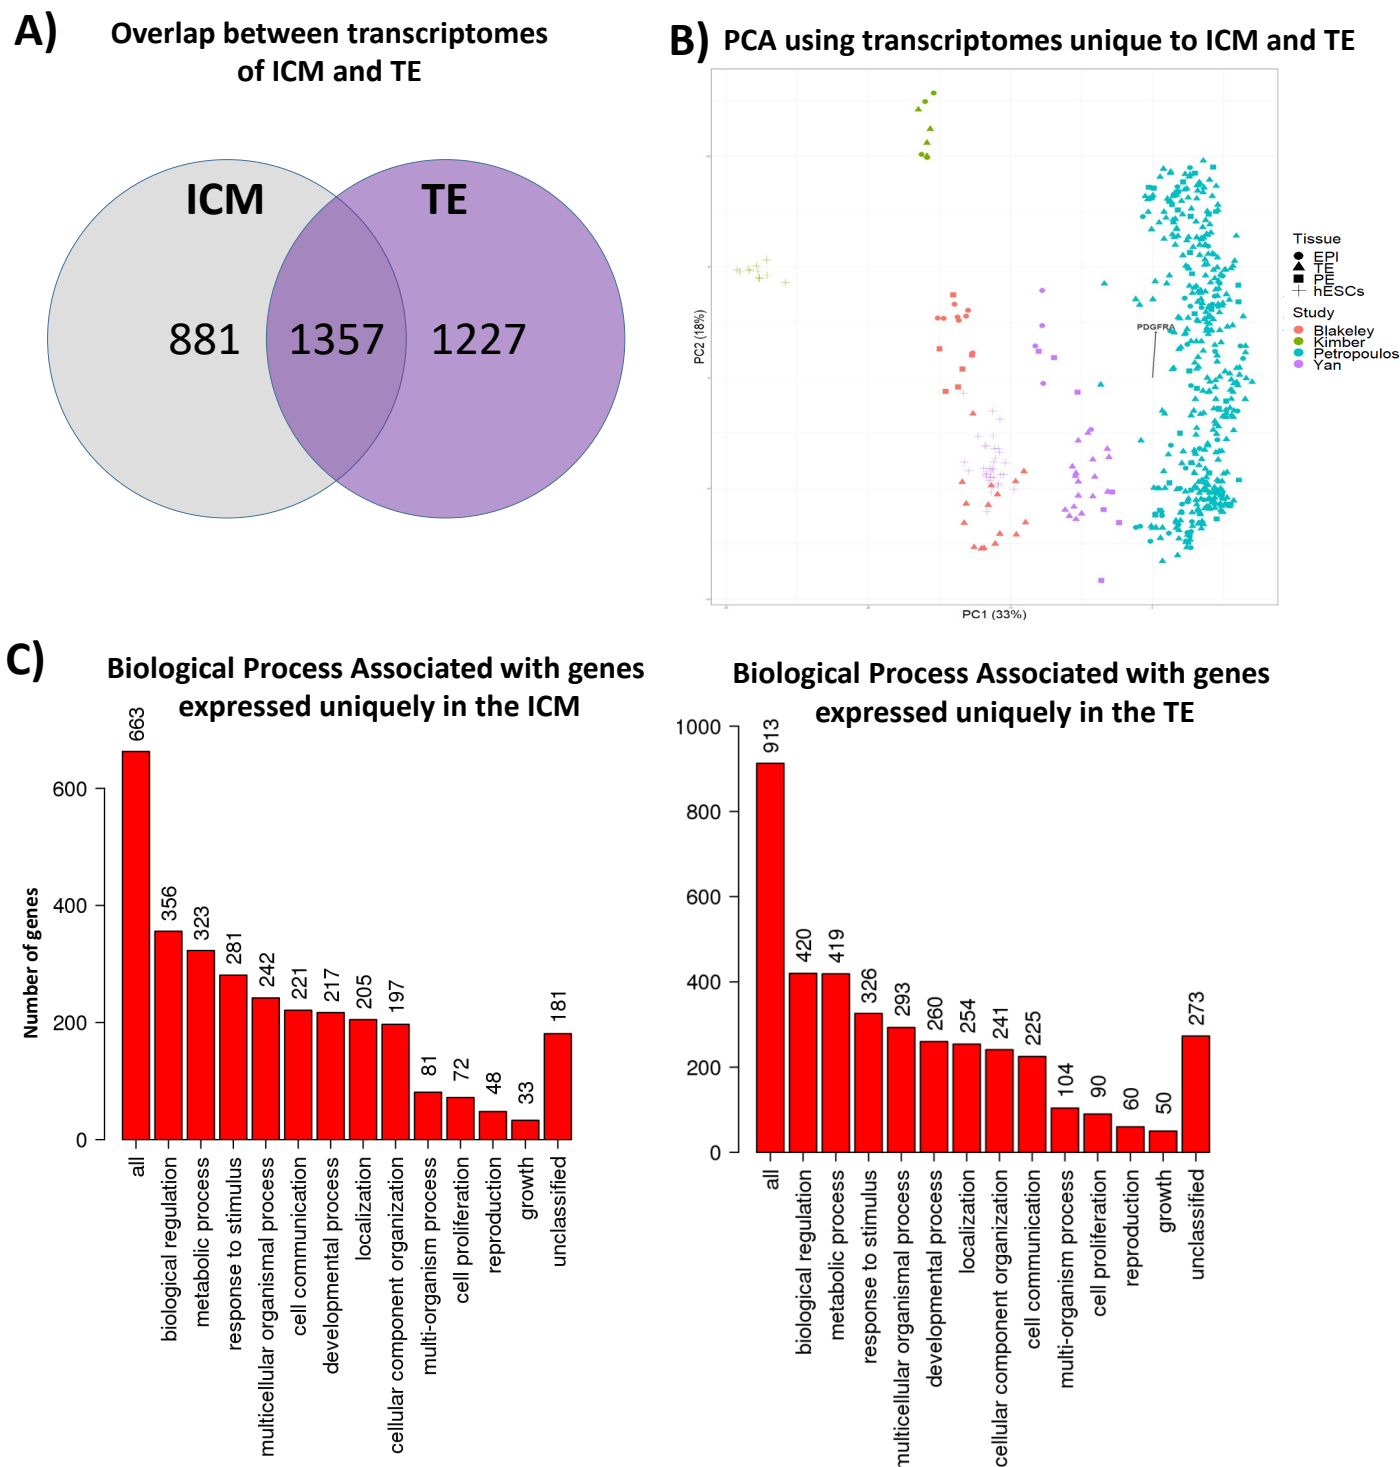 A)
Overlap between transcriptomes
of ICM and TE
ICM
TE
881
1357
1227
B)
PCA using transcriptomes unique to ICM and TE
PC2 (18%)
PDGFRA
PC1 (33%)
Tissue
EPI
TE
PE
hESCs
Study
Blakeley
Kimber
Petropoulos
Yan
C)
Biological Process Associated with genes
expressed uniquely in the ICM
Number of genes
600
400
200
0
663
356
323
281
242
221
217
205
197
81
72
48
33
181
all
biological regulation
metabolic process
response to stimulus
multicellular organismal process
cell communication
developmental process
localization
cellular component organization
multi-organism process
cell proliferation
reproduction
growth
unclassified
Biological Process Associated with genes
expressed uniquely in the TE
1000
800
600
400
200
0
913
420
419
326
293
260
254
241
225
104
90
60
50
273
all
biological regulation
metabolic process
response to stimulus
multicellular organismal process
developmental process
localization
cellular component organization
cell communication
multi-organism process
cell proliferation
reproduction
growth
unclassified